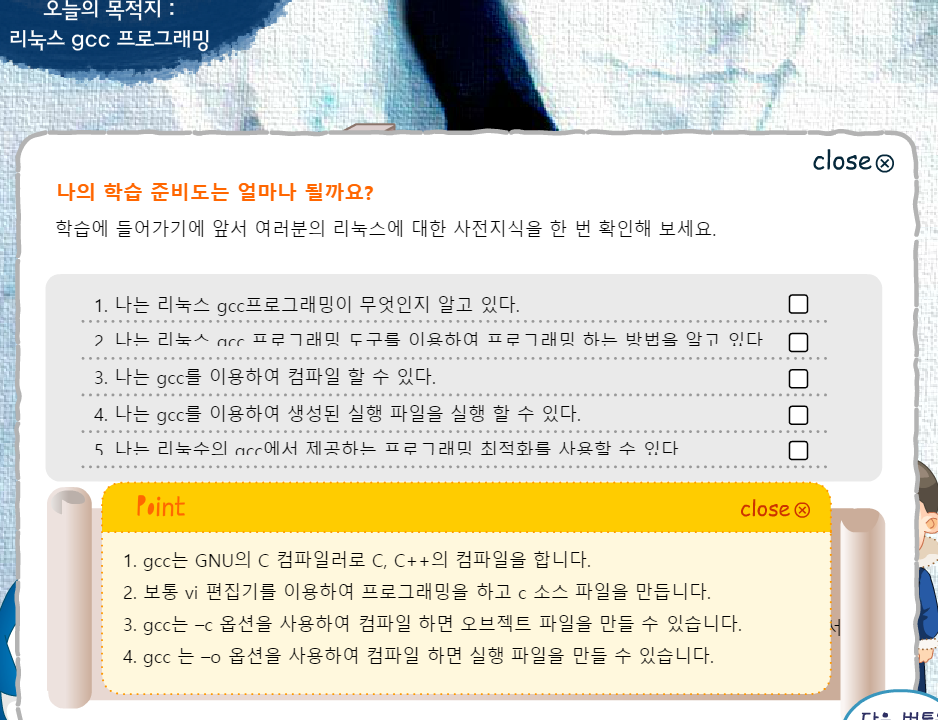 오늘의 목적지 :
리눅스 gcc 프로그래밍
close
나의 학습 준비도는 얼마나 될까요?
학습에 들어가기에 앞서 여러분의 리눅스에 대한 사전지식을 한 번 확인해 보세요.
1. 나는 리눅스 gcc프로그래밍이 무엇인지 알고 있다.
2. 나는 리눅스 gcc 프로그래밍 도구를 이용하여 프로그래밍 하는 방법을 알고 있다
3. 나는 gcc를 이용하여 컴파일 할 수 있다.
4. 나는 gcc를 이용하여 생성된 실행 파일을 실행 할 수 있다.
5. 나는 리눅수의 gcc에서 제공하는 프로그래밍 최적화를 사용할 수 있다
Point
close
1. gcc는 GNU의 C 컴파일러로 C, C++의 컴파일을 합니다.
2. 보통 vi 편집기를 이용하여 프로그래밍을 하고 c 소스 파일을 만듭니다.
3. gcc는 –c 옵션을 사용하여 컴파일 하면 오브젝트 파일을 만들 수 있습니다.
서
4. gcc 는 –o 옵션을 사용하여 컴파일 하면 실행 파일을 만들 수 있습니다.